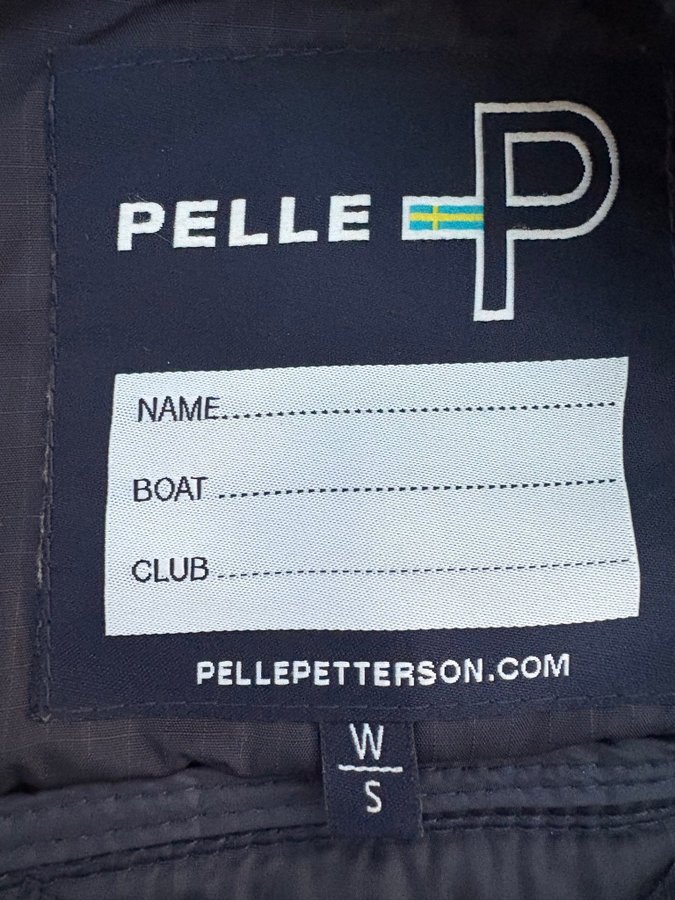 PELLE P
NAME..............................
BOAT ..............................
CLUB ..............................
PELLEPETTERSON.COM
W
S